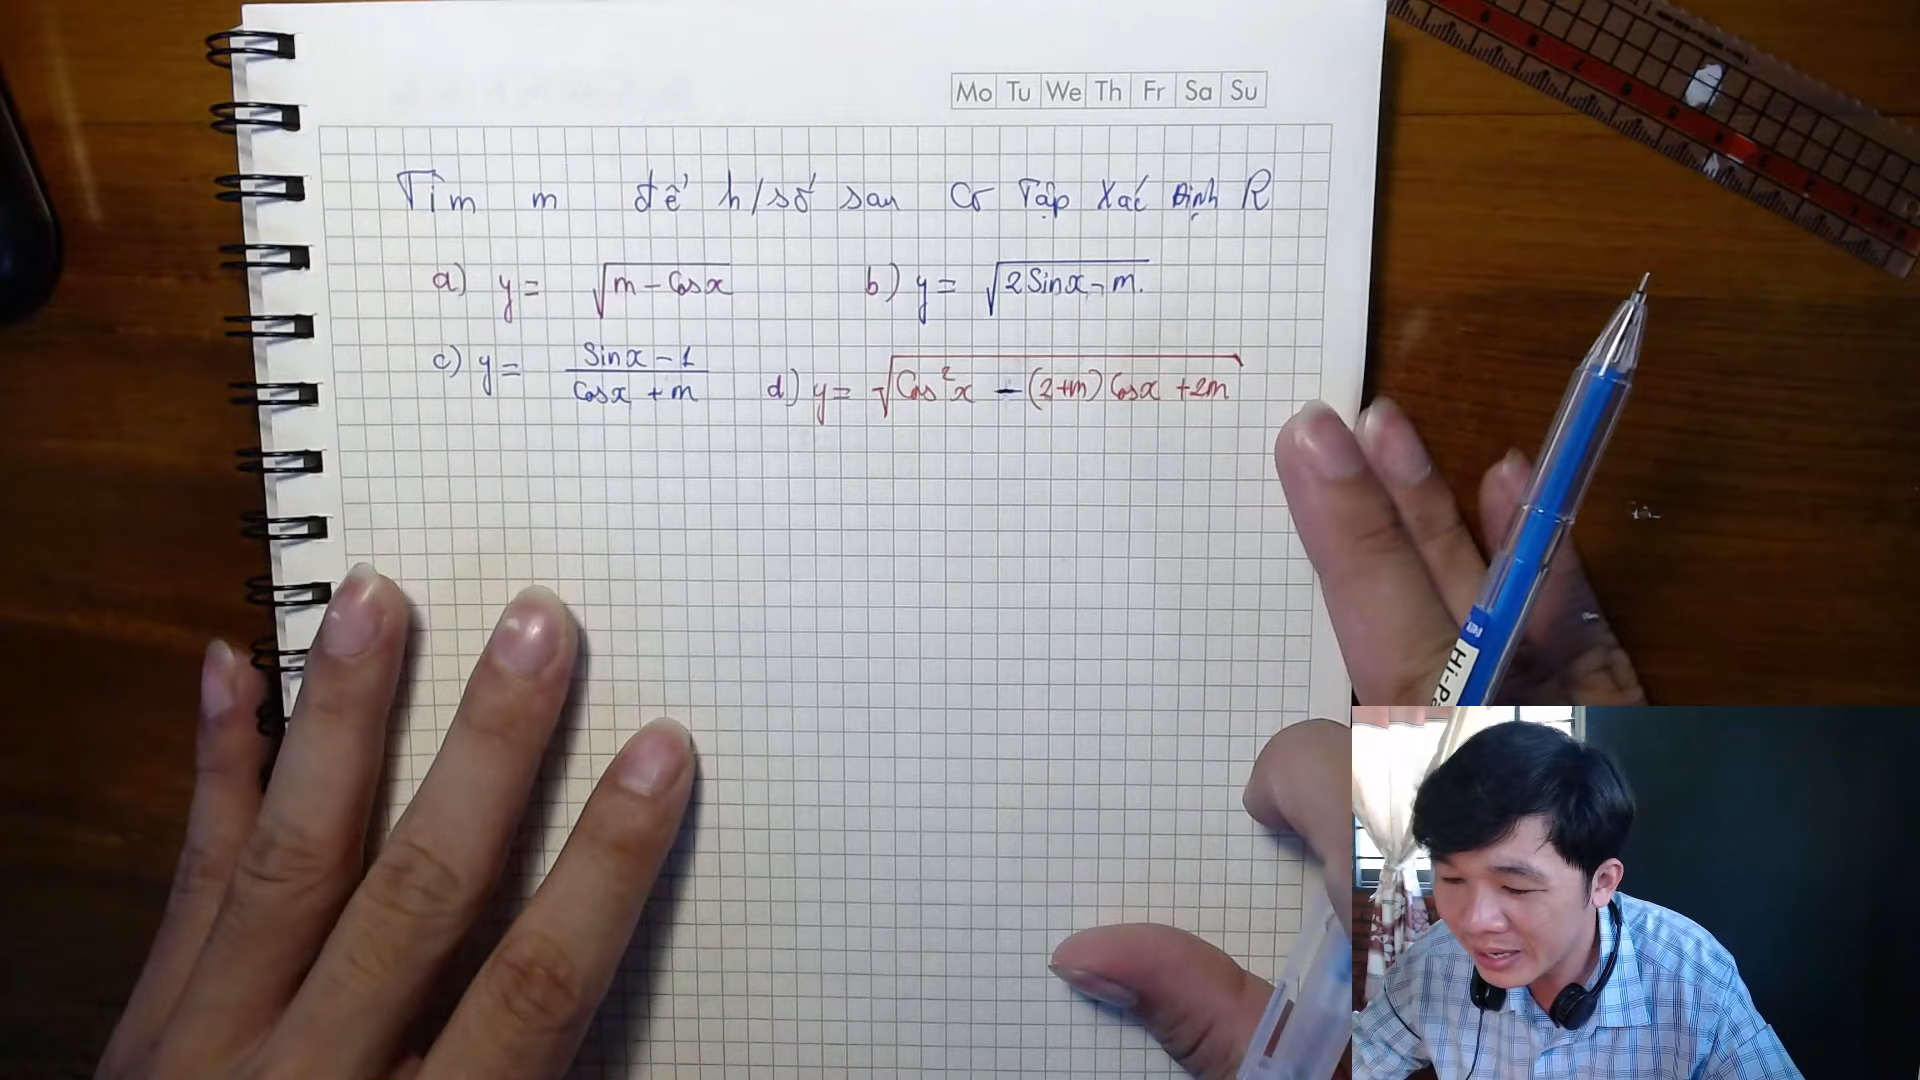 Mo Tu We Th Fr Sa Su
Tìm m để h/số sau Có Tập Xác Định R
a) y = √(m - Cosx) b) y = √(2Sinx - m.)
c) y = (Sinx - 1)/(Cosx + m) d) y = √(Cos²x - (2+m) Cosx + 2m)